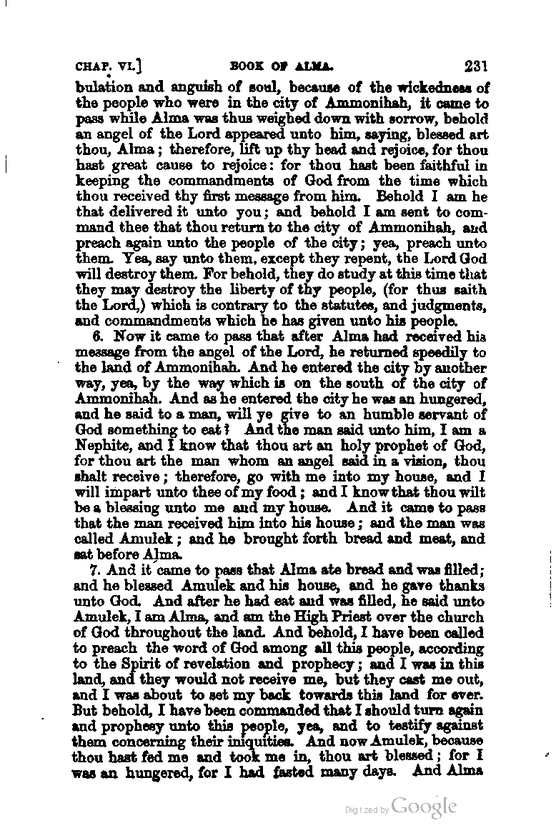 CHAP. VI.] BOOK OF ALMA. 231
bulation and anguish of soul, because of the wickedness of
the people who were in the city of Ammonihah, it came to
pass while Alma was thus weighed down with sorrow, behold
an angel of the Lord appeared unto him, saying, blessed art
thou, Alma; therefore, lift up thy head and rejoice, for thou
hast great cause to rejoice: for thou hast been faithful in
keeping the commandments of God from the time which
thou received thy first message from him. Behold I am he
that delivered it unto you; and behold I am sent to com-
mand thee that thou return to the city of Ammonihah, and
preach again unto the people of the city; yea, preach unto
them. Yea, say unto them, except they repent, the Lord God
will destroy them. For behold, they do study at this time that
they may destroy the liberty of thy people, (for thus saith
the Lord,) which is contrary to the statutes, and judgments,
and commandments which he has given unto his people.
6. Now it came to pass that after Alma had received his
message from the angel of the Lord, he returned speedily to
the land of Ammonihah. And he entered the city by another
way, yea, by the way which is on the south of the city of
Ammonihah. And as he entered the city he was an hungered,
and he said to a man, will ye give to an humble servant of
God something to eat? And the man said unto him, I am a
Nephite, and I know that thou art an holy prophet of God,
for thou art the man whom an angel said in a vision, thou
shalt receive; therefore, go with me into my house, and I
will impart unto thee of my food; and I know that thou wilt
be a blessing unto me and my house. And it came to pass
that the man received him into his house; and the man was
called Amulek; and he brought forth bread and meat, and
sat before Alma.
7. And it came to pass that Alma ate bread and was filled;
and he blessed Amulek and his house, and he gave thanks
unto God. And after he had eat and was filled, he said unto
Amulek, I am Alma, and am the High Priest over the church
of God throughout the land. And behold, I have been called
to preach the word of God among all this people, according
to the Spirit of revelation and prophecy; and I was in this
land, and they would not receive me, but they cast me out,
and I was about to set my back towards this land for ever.
But behold, I have been commanded that I should turn again
and prophesy unto this people, yea, and to testify against
them concerning their iniquities. And now Amulek, because
thou hast fed me and took me in, thou art blessed; for I
was an hungered, for I had fasted many days. And Alma
Digitized by Google